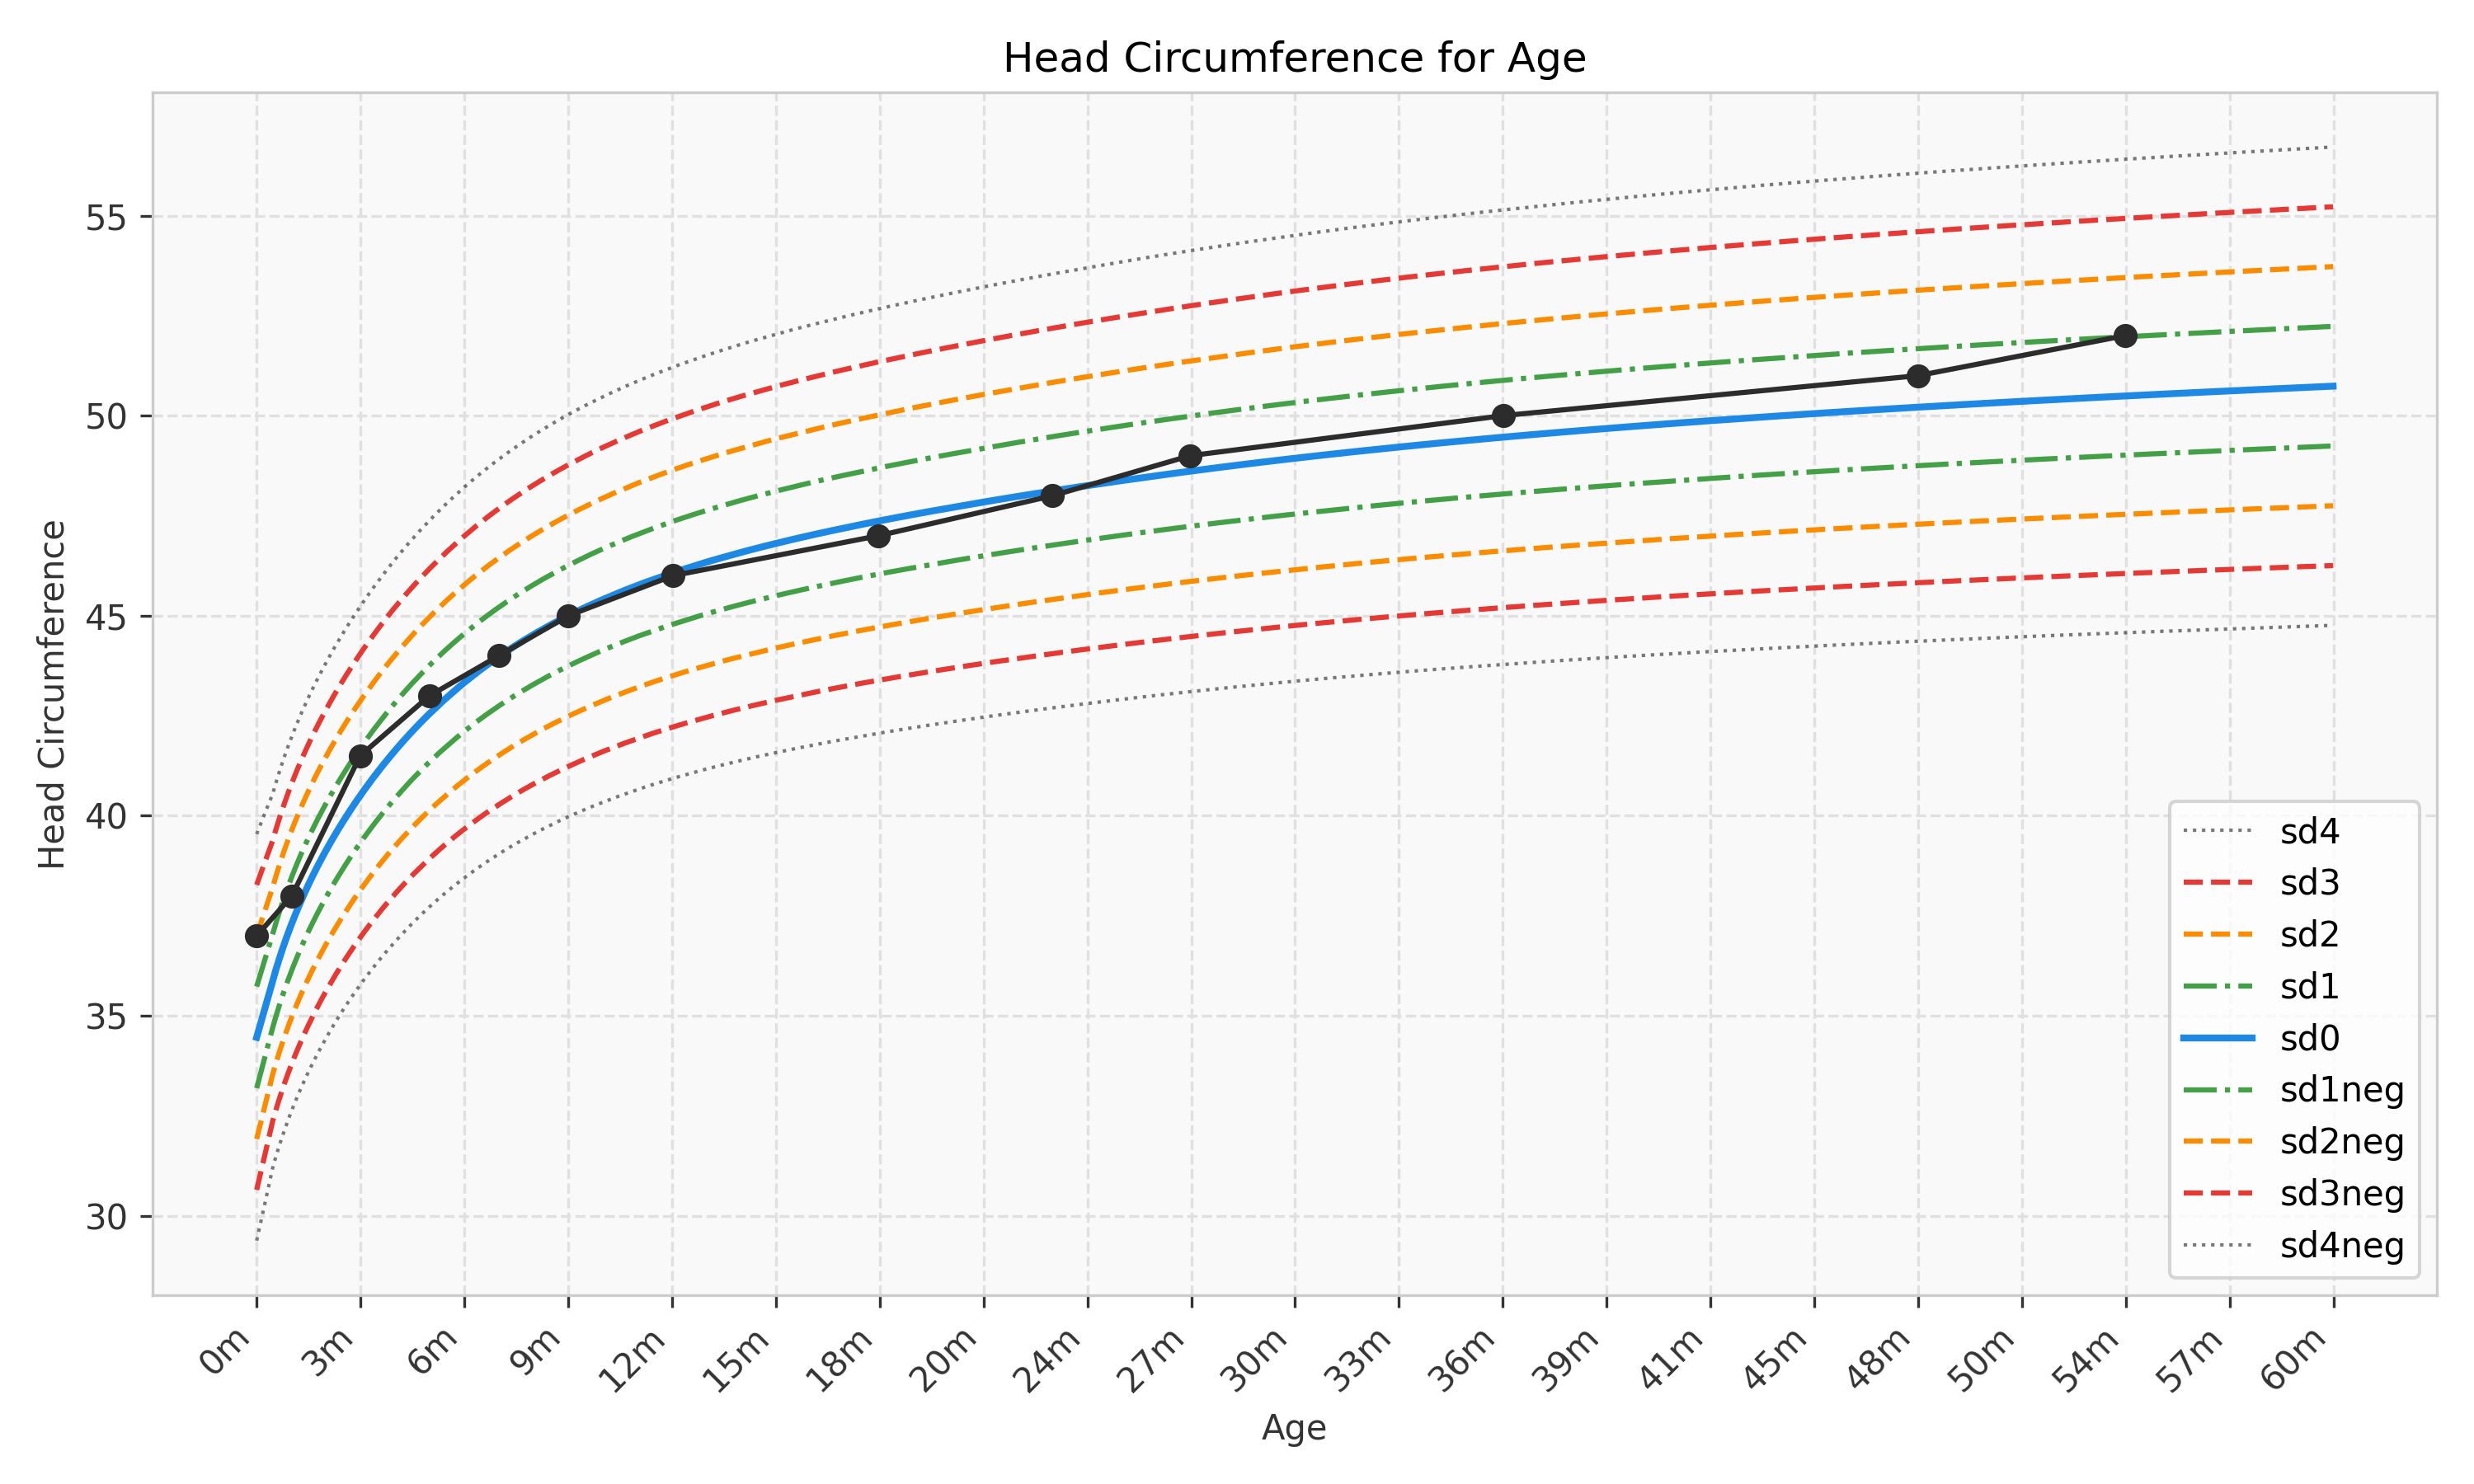 Head Circumference for Age
Head Circumference
55
50
45
40
35
30
0m
3m
6m
9m
12m
15m
18m
20m
24m
27m
30m
33m
36m
39m
41m
45m
48m
50m
54m
57m
60m
Age
sd4
sd3
sd2
sd1
sd0
sd1neg
sd2neg
sd3neg
sd4neg